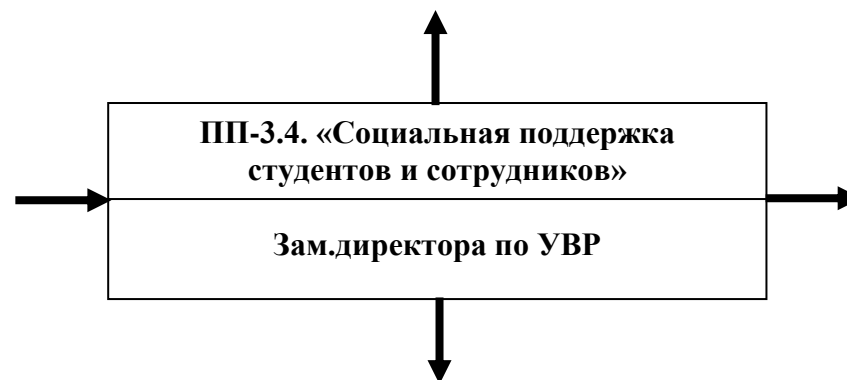 ПП-3.4. «Социальная поддержка
студентов и сотрудников»
Зам.директора по УВР